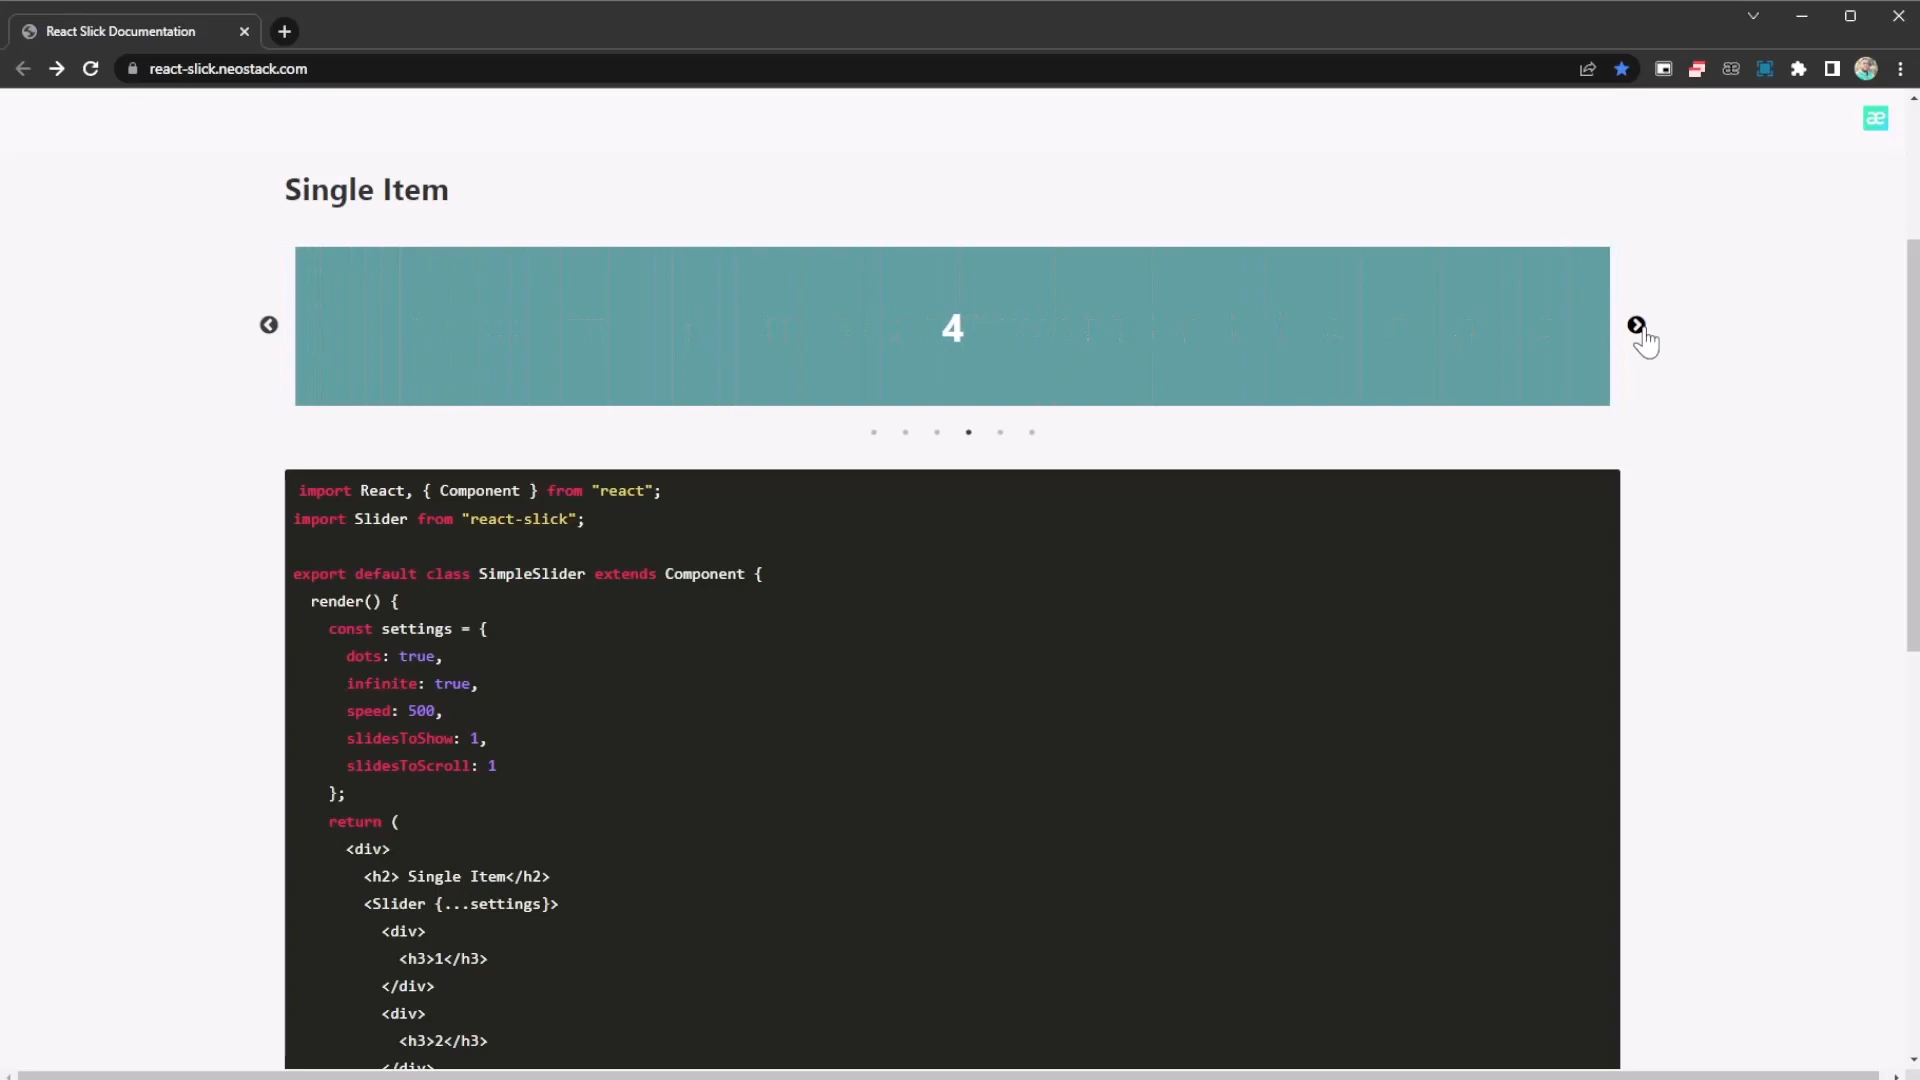 React Slick Documentation
react-slick.neostack.com
æ
æ
Single Item
4
import React, { Component } from "react";
import Slider from "react-slick";
export default class SimpleSlider extends Component {
render() {
const settings = {
dots: true,
infinite: true,
speed: 500,
slidesToShow: 1,
slidesToScroll: 1
};
return (
<div>
<h2> Single Item</h2>
<Slider {...settings}>
<div>
<h3>1</h3>
</div>
<div>
<h3>2</h3>
</div>